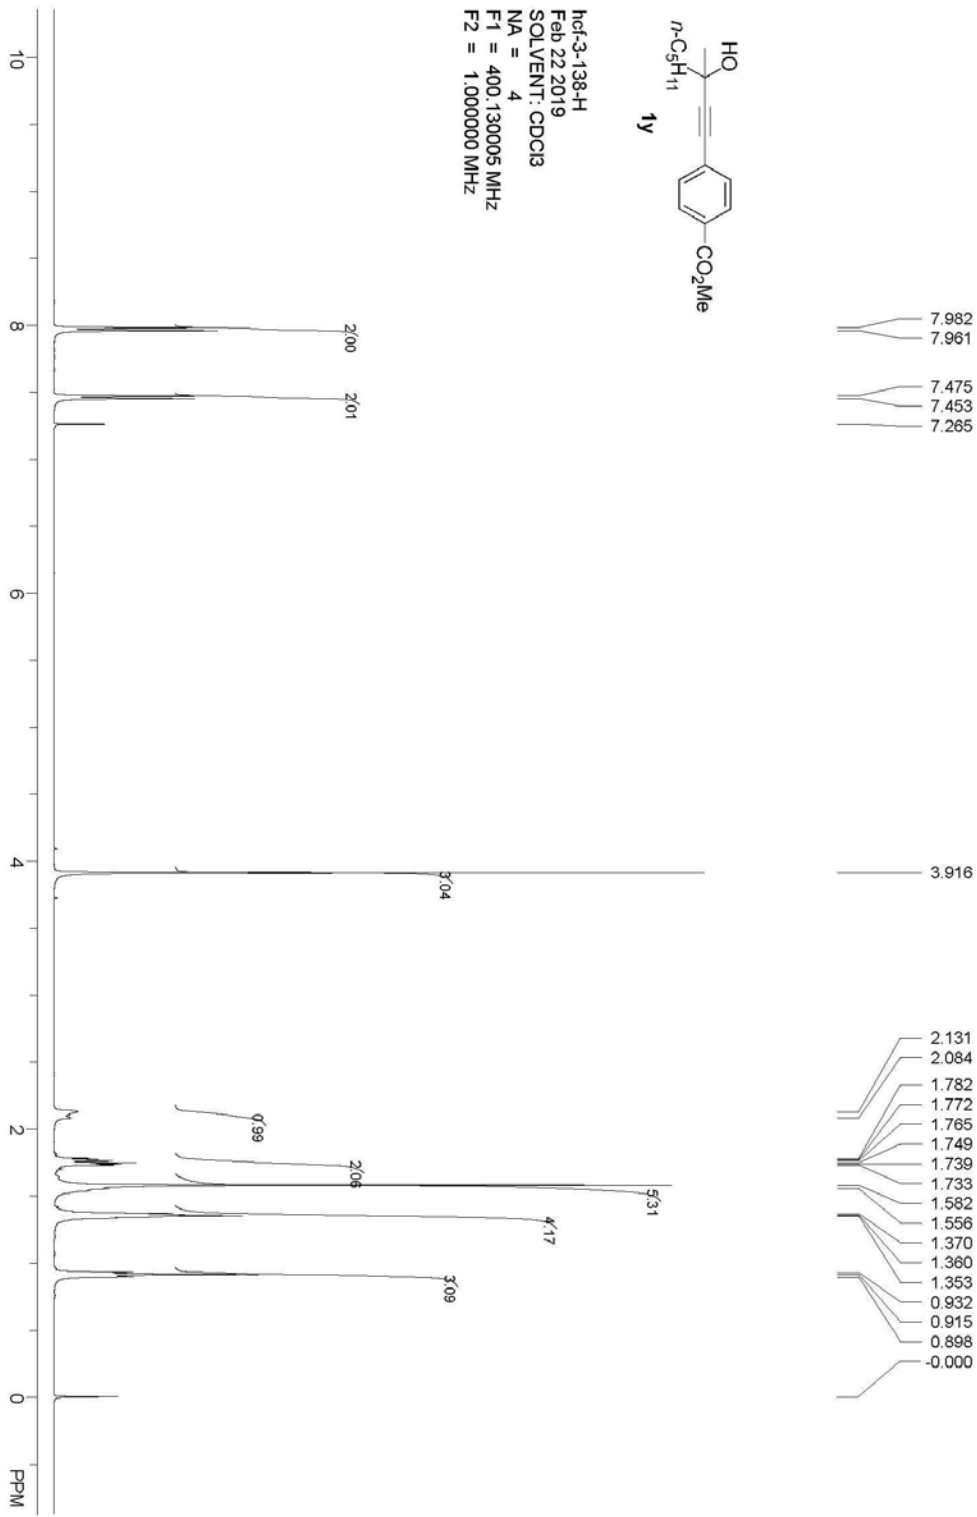 HO
n-C5H11
CO2Me
1y
hcf-3-138-H
Feb 22 2019
SOLVENT: CDCl3
NA = 4
F1 = 400.130005 MHz
F2 = 1.000000 MHz
7.982
7.961
7.475
7.453
7.265
3.916
2.131
2.084
1.782
1.772
1.765
1.749
1.739
1.733
1.582
1.556
1.370
1.360
1.353
0.932
0.915
0.898
-0.000
2.00
2.01
3.04
0.99
2.06
5.31
4.17
3.09
10 8 6 4 2 0 PPM